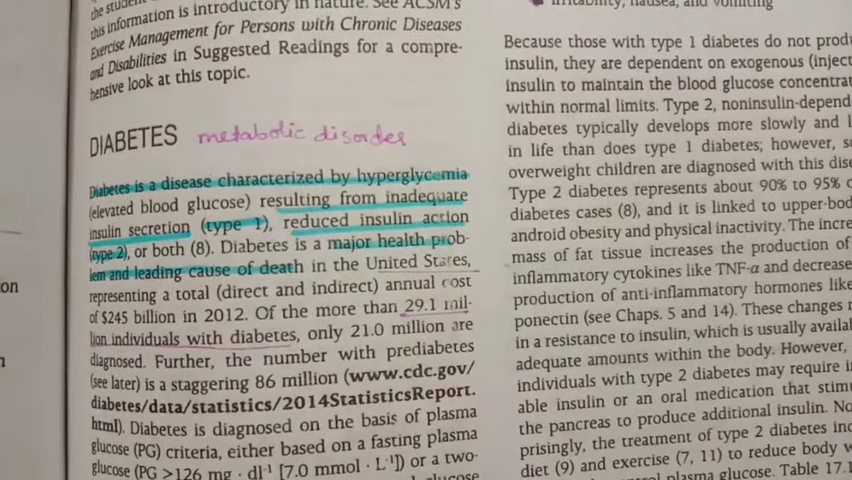 the studen
this information is introductory in nature. See ACSM's
Exercise Management for Persons with Chronic Diseases
and Disabilities in Suggested Readings for a compre-
hensive look at this topic.
DIABETES metabolic disorder
Diabetes is a disease characterized by hyperglycemia
(elevated blood glucose) resulting from inadequate
insulin secretion (type 1), reduced insulin action
(type 2), or both (8). Diabetes is a major health prob-
lem and leading cause of death in the United States,
representing a total (direct and indirect) annual cost
of $245 billion in 2012. Of the more than 29.1 mil-
lion individuals with diabetes, only 21.0 million are
diagnosed. Further, the number with prediabetes
(see later) is a staggering 86 million (www.cdc.gov/
diabetes/data/statistics/2014StatisticsReport.
html). Diabetes is diagnosed on the basis of plasma
glucose (PG) criteria, either based on a fasting plasma
glucose (PG >126 mg · dl⁻¹ [7.0 mmol · L⁻¹]) or a two-
glucose
on
irritability, nausea, and vomiting
Because those with type 1 diabetes do not prod
insulin, they are dependent on exogenous (inject
insulin to maintain the blood glucose concentrat
within normal limits. Type 2, noninsulin-depend
diabetes typically develops more slowly and l
in life than does type 1 diabetes; however, s
overweight children are diagnosed with this dise
Type 2 diabetes represents about 90% to 95% o
diabetes cases (8), and it is linked to upper-bod
android obesity and physical inactivity. The incre
mass of fat tissue increases the production of
inflammatory cytokines like TNF-α and decrease
production of anti-inflammatory hormones like
ponectin (see Chaps. 5 and 14). These changes r
in a resistance to insulin, which is usually availal
adequate amounts within the body. However,
individuals with type 2 diabetes may require in
able insulin or an oral medication that stim
the pancreas to produce additional insulin. No
prisingly, the treatment of type 2 diabetes inc
diet (9) and exercise (7, 11) to reduce body w
plasma glucose. Table 17.1